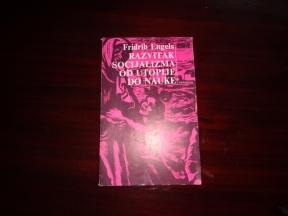 Fridrih Engels
RAZVITAK
SOCIJALIZMA
OD UTOPIJE
DO NAUKE